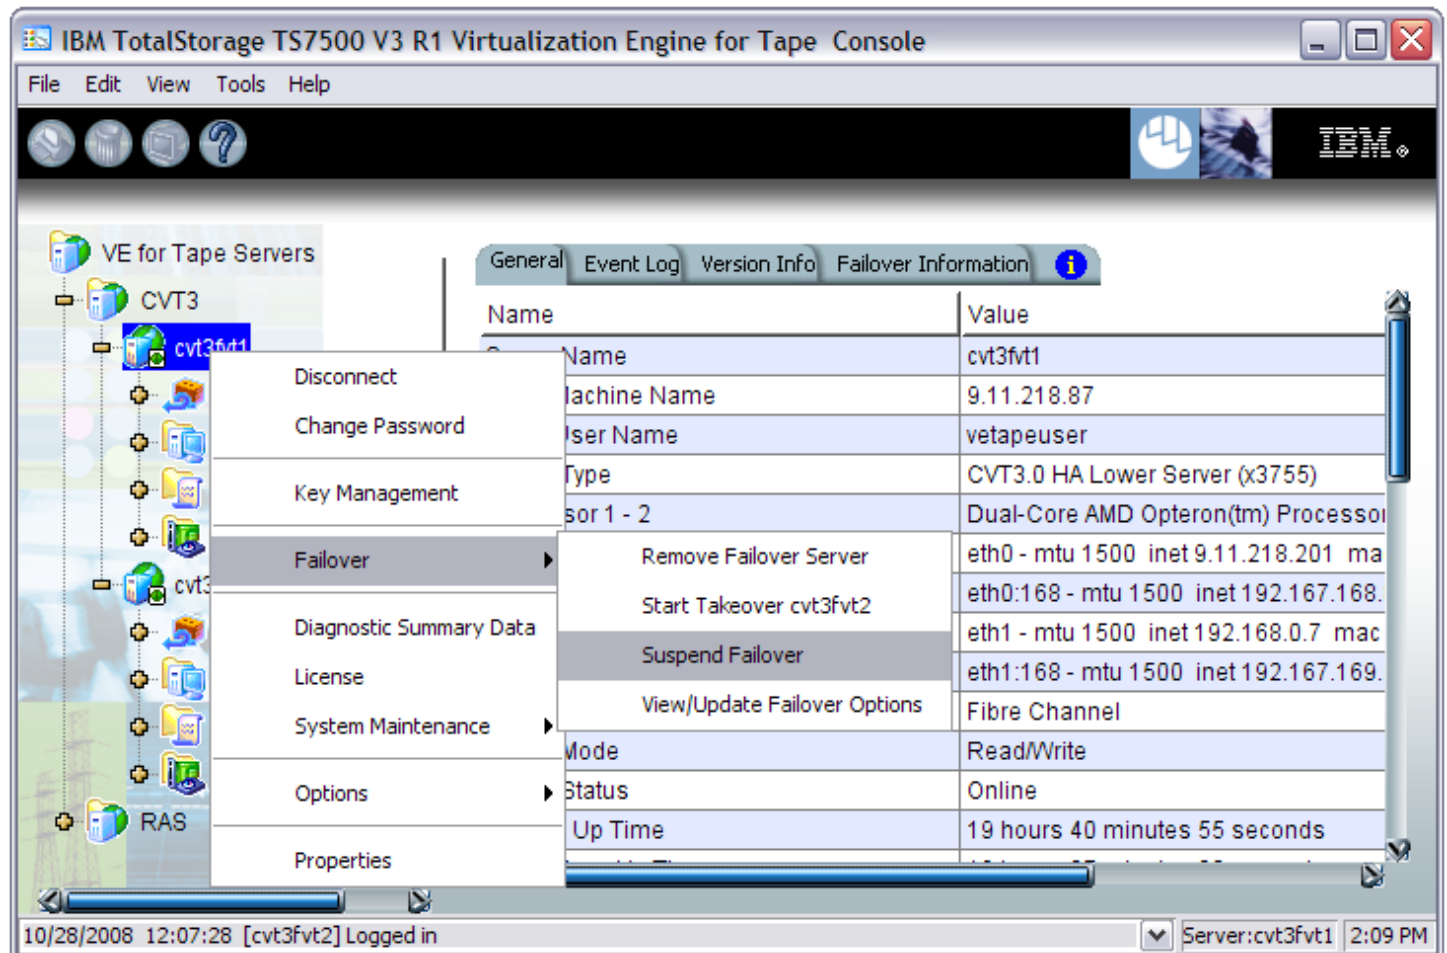 IBM TotalStorage TS7500 V3 R1 Virtualization Engine for Tape Console
File Edit View Tools Help
IBM
VE for Tape Servers
CVT3
cvt3fvt1
cvt3
RAS
Disconnect
Change Password
Key Management
Failover
Diagnostic Summary Data
License
System Maintenance
Options
Properties
Remove Failover Server
Start Takeover cvt3fvt2
Suspend Failover
View/Update Failover Options
General Event Log Version Info Failover Information
Name Value
Name cvt3fvt1
lachine Name 9.11.218.87
User Name vetapeuser
Type CVT3.0 HA Lower Server (x3755)
sor 1 - 2 Dual-Core AMD Opteron(tm) Processor
eth0 - mtu 1500 inet 9.11.218.201 ma
eth0:168 - mtu 1500 inet 192.167.168.
eth1 - mtu 1500 inet 192.168.0.7 mac
eth1:168 - mtu 1500 inet 192.167.169.
Fibre Channel
Mode Read/Write
Status Online
Up Time 19 hours 40 minutes 55 seconds
10/28/2008 12:07:28 [cvt3fvt2] Logged in
Server:cvt3fvt1 2:09 PM